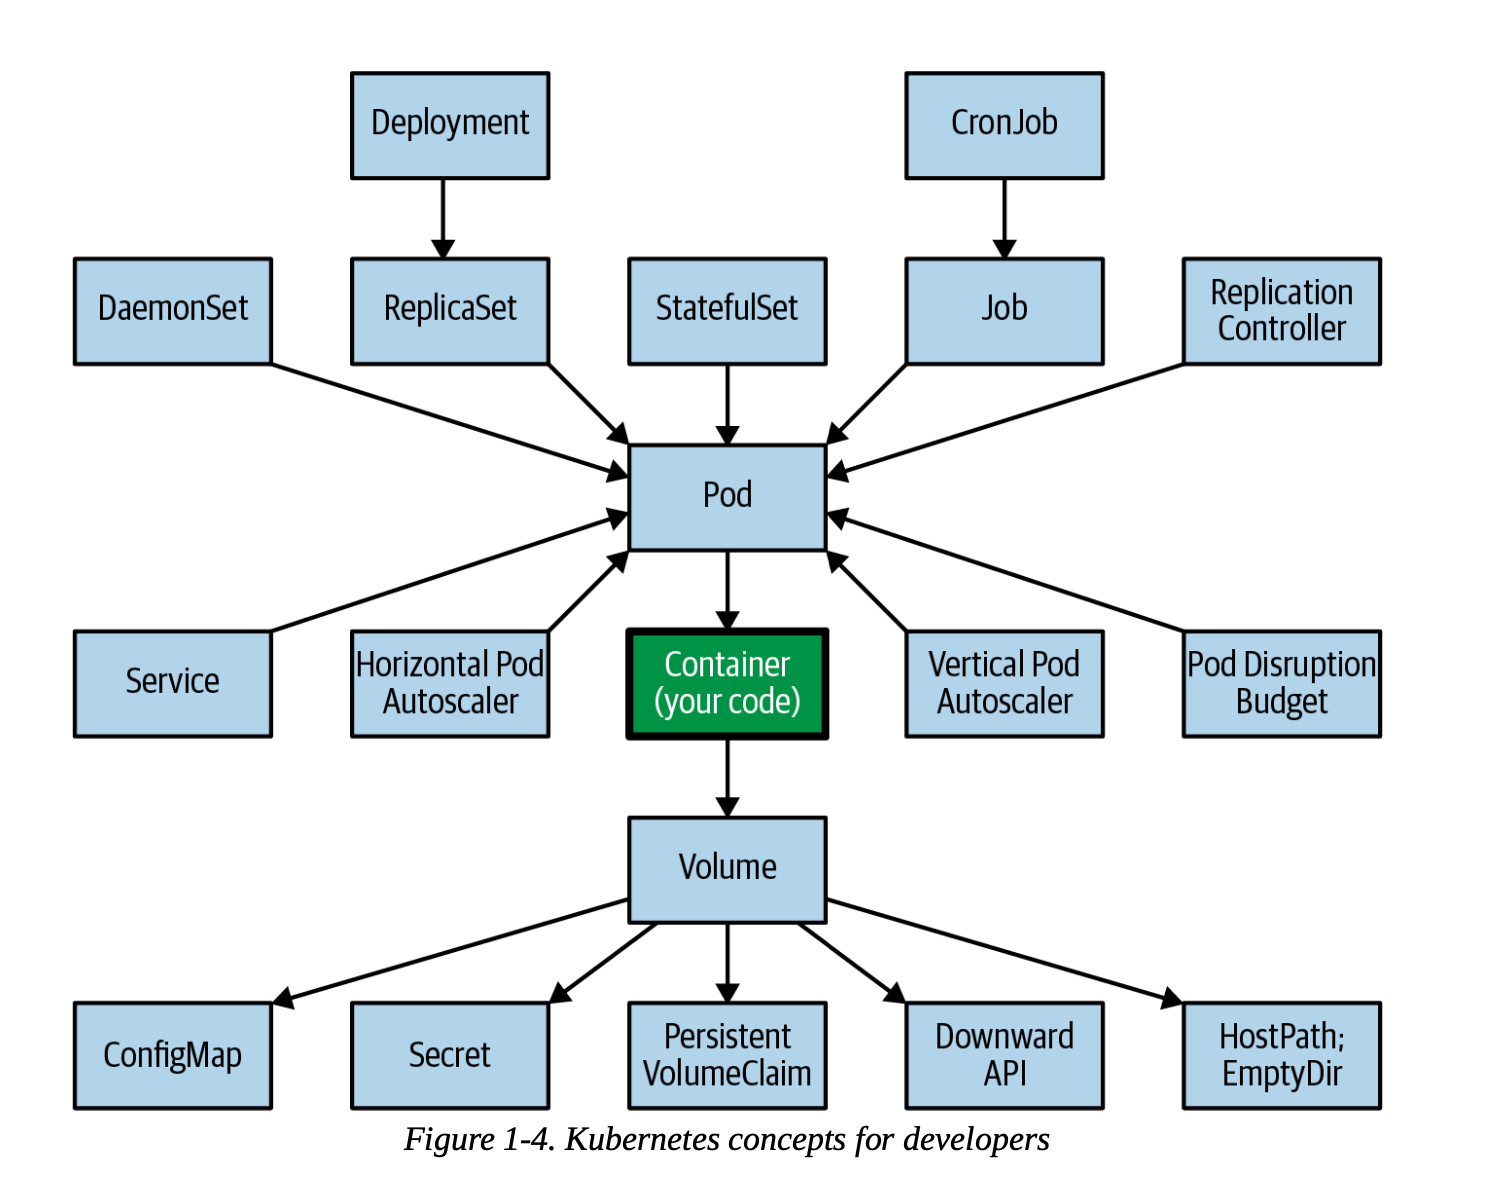 Deployment
CronJob
DaemonSet
ReplicaSet
StatefulSet
Job
Replication
Controller
Pod
Service
Horizontal Pod
Autoscaler
Container
(your code)
Vertical Pod
Autoscaler
Pod Disruption
Budget
Volume
ConfigMap
Secret
Persistent
VolumeClaim
Downward
API
HostPath;
EmptyDir
Figure 1-4. Kubernetes concepts for developers